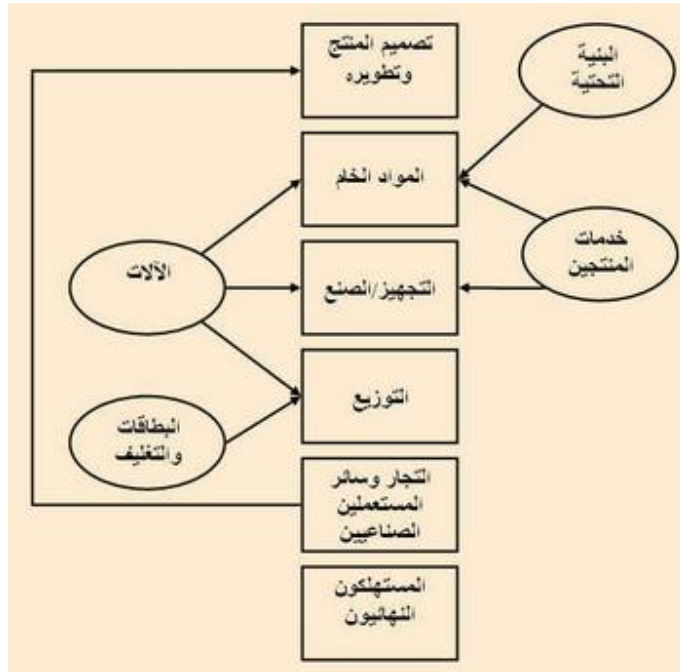 تصميم المنتج
وتطويره
البنية
التحتية
المواد الخام
خدمات
المنتجين
الآلات
التجهيز/الصنع
التوزيع
البطاقات
والتغليف
التجار وسائر
المستعملين
الصناعيين
المستهلكون
النهائيون